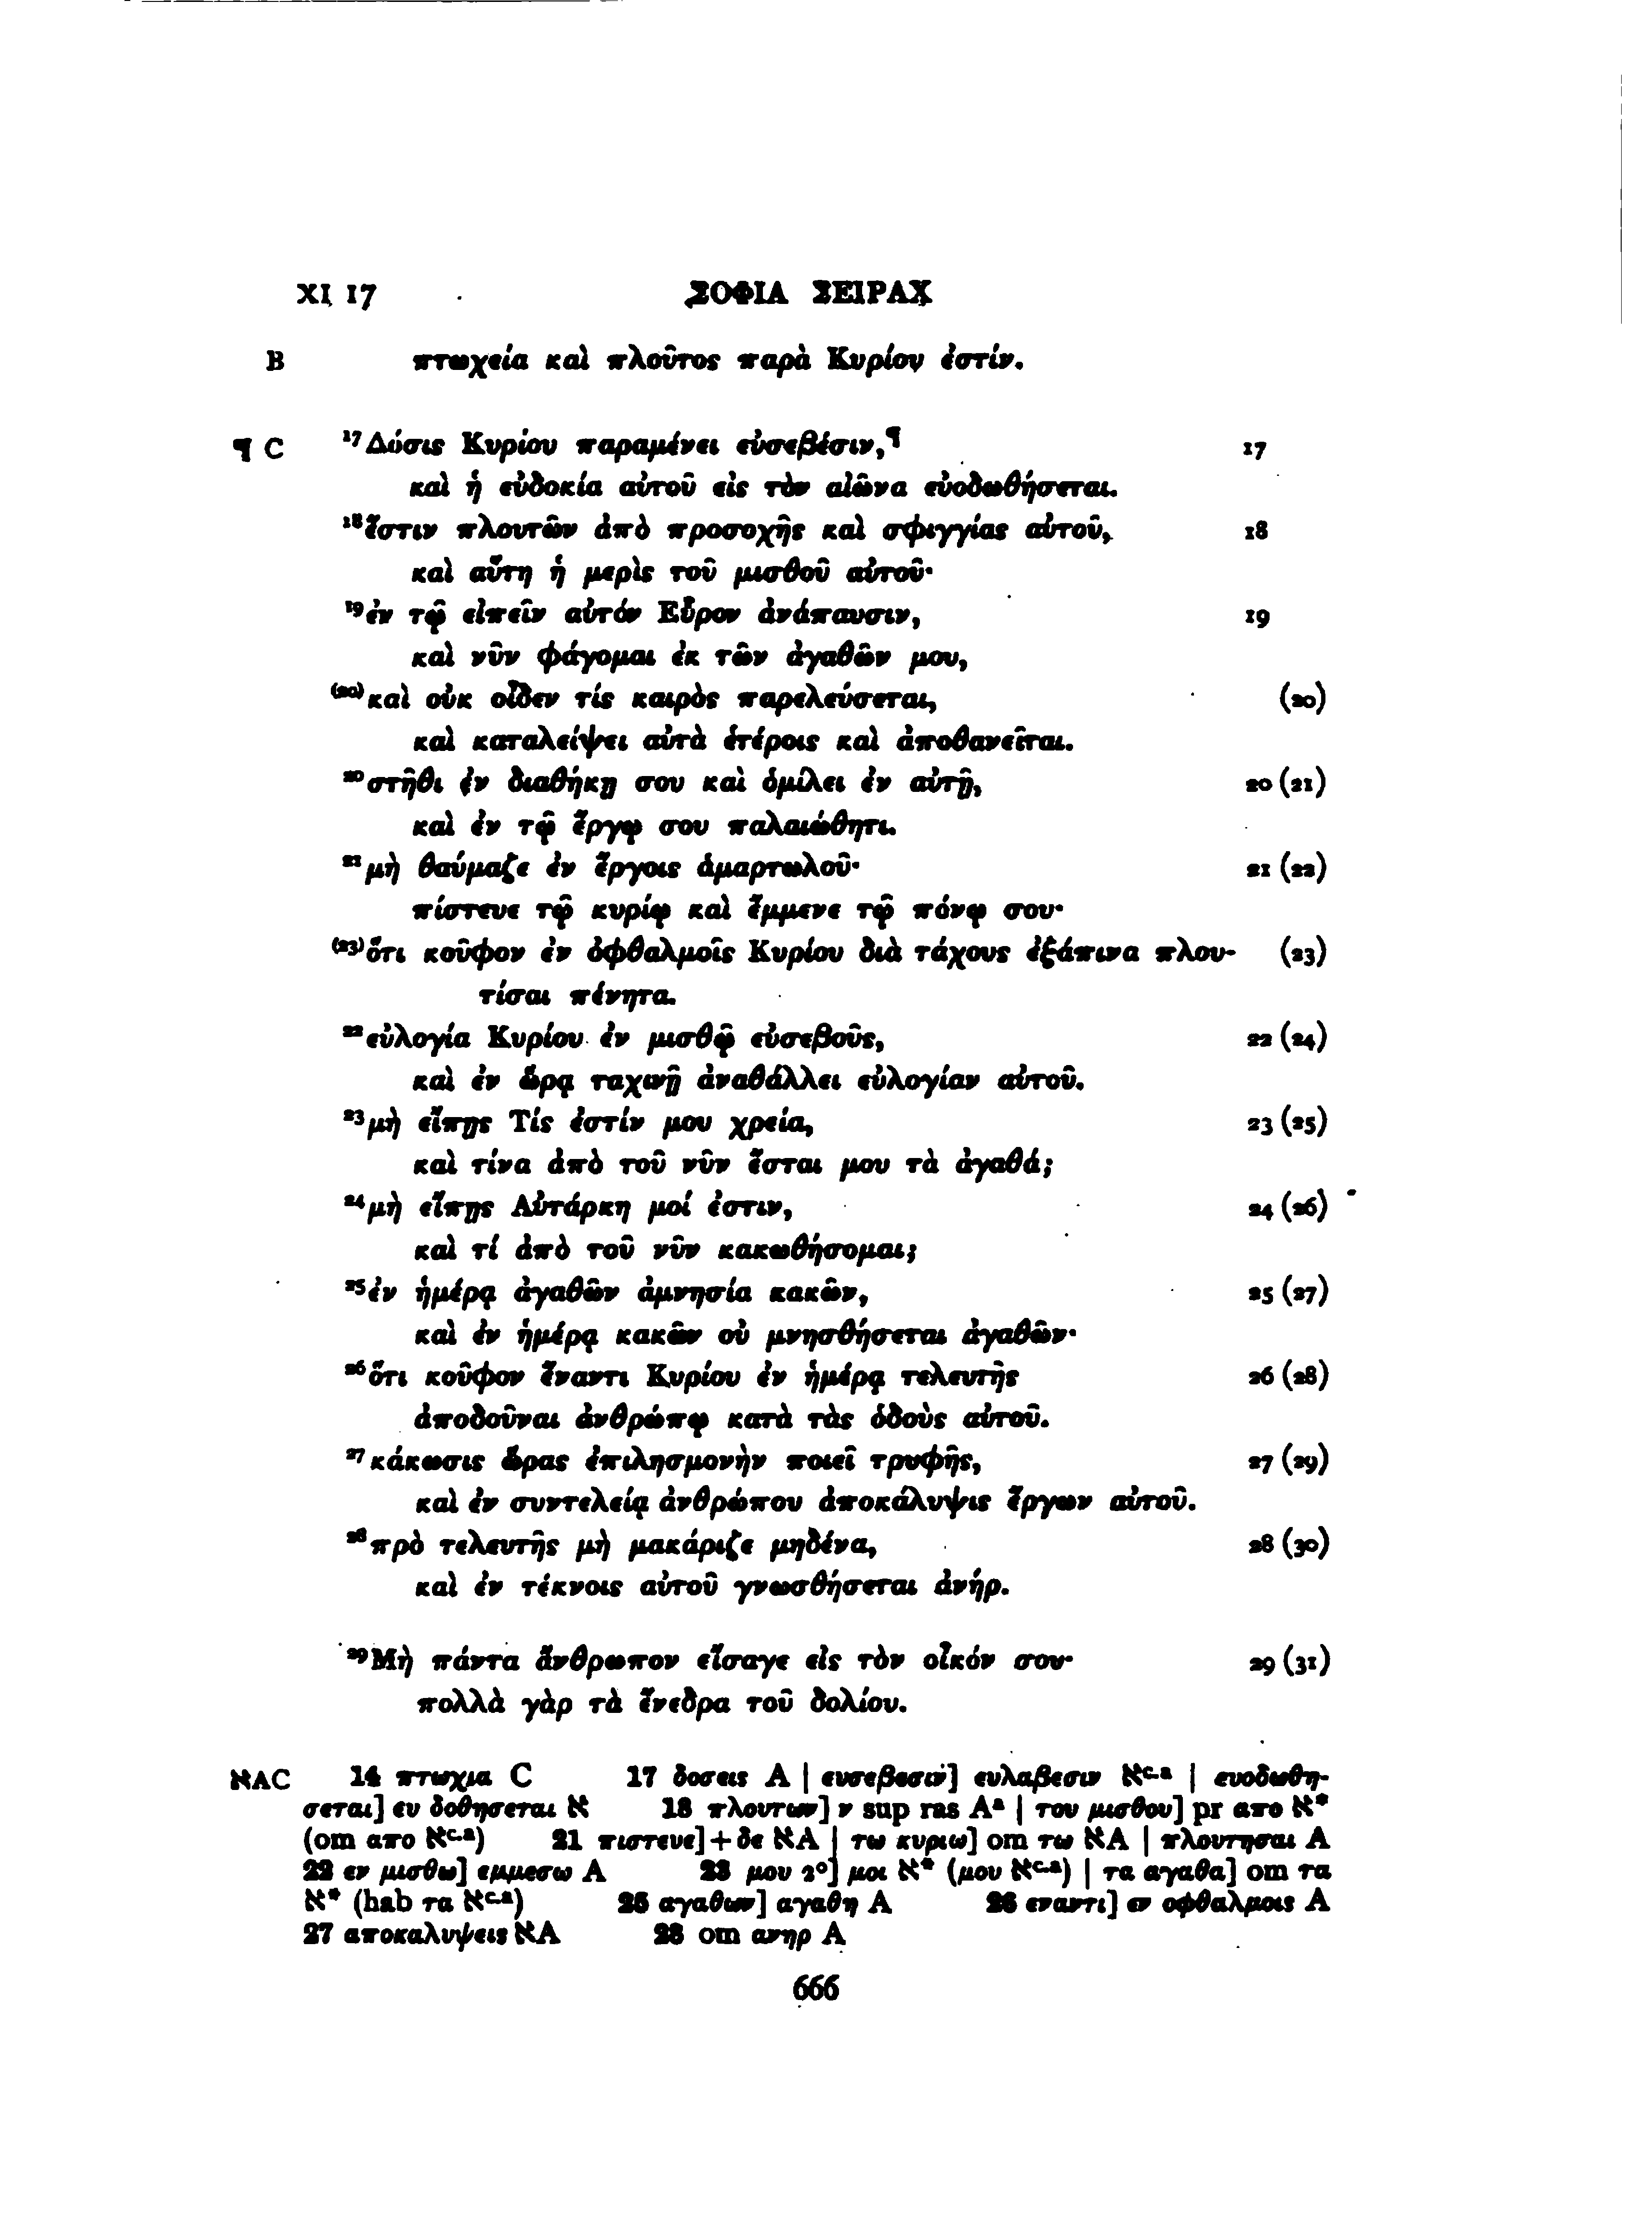 XI 17 ΣΟΦΙΑ ΣΕΙΡΑΧ
B πτωχεία καὶ πλοῦτος παρὰ Κυρίου ἐστίν.
¶ C ¹⁷Δόσις Κυρίου παραμένει εὐσεβέσιν,¶ 17
καὶ ἡ εὐδοκία αὐτοῦ εἰς τὸν αἰῶνα εὐοδωθήσεται.
¹⁸ἔστιν πλουτῶν ἀπὸ προσοχῆς καὶ σφιγγίας αὐτοῦ, 18
καὶ αὕτη ἡ μερὶς τοῦ μισθοῦ αὐτοῦ·
¹⁹ἐν τῷ εἰπεῖν αὐτόν Εὗρον ἀνάπαυσιν, 19
καὶ νῦν φάγομαι ἐκ τῶν ἀγαθῶν μου,
⁽²⁰⁾καὶ οὐκ οἶδεν τίς καιρὸς παρελεύσεται, (20)
καὶ καταλείψει αὐτὰ ἑτέροις καὶ ἀποθανεῖται.
²⁰στῆθι ἐν διαθήκῃ σου καὶ ὁμίλει ἐν αὐτῇ, 20 (21)
καὶ ἐν τῷ ἔργῳ σου παλαιώθητι.
²¹μὴ θαύμαζε ἐν ἔργοις ἁμαρτωλοῦ· 21 (22)
πίστευε τῷ κυρίῳ καὶ ἔμμενε τῷ πόνῳ σου·
⁽²³⁾ὅτι κοῦφον ἐν ὀφθαλμοῖς Κυρίου διὰ τάχους ἐξάπινα πλου- (23)
τίσαι πένητα.
²²εὐλογία Κυρίου ἐν μισθῷ εὐσεβοῦς, 22 (24)
καὶ ἐν ὥρᾳ ταχινῇ ἀναθάλλει εὐλογίαν αὐτοῦ.
²³μὴ εἴπῃς Τίς ἐστίν μου χρεία, 23 (25)
καὶ τίνα ἀπὸ τοῦ νῦν ἔσται μου τὰ ἀγαθά;
²⁴μὴ εἴπῃς Αὐτάρκη μοί ἐστιν, 24 (26)
καὶ τί ἀπὸ τοῦ νῦν κακωθήσομαι;
²⁵ἐν ἡμέρᾳ ἀγαθῶν ἀμνησία κακῶν, 25 (27)
καὶ ἐν ἡμέρᾳ κακῶν οὐ μνησθήσεται ἀγαθῶν·
²⁶ὅτι κοῦφον ἔναντι Κυρίου ἐν ἡμέρᾳ τελευτῆς 26 (28)
ἀποδοῦναι ἀνθρώπῳ κατὰ τὰς ὁδοὺς αὐτοῦ.
²⁷κάκωσις ὥρας ἐπιλησμονὴν ποιεῖ τρυφῆς, 27 (29)
καὶ ἐν συντελείᾳ ἀνθρώπου ἀποκάλυψις ἔργων αὐτοῦ.
²⁸πρὸ τελευτῆς μὴ μακάριζε μηδένα, 28 (30)
καὶ ἐν τέκνοις αὐτοῦ γνωσθήσεται ἀνήρ.
²⁹Μὴ πάντα ἄνθρωπον εἴσαγε εἰς τὸν οἶκόν σου· 29 (31)
πολλὰ γὰρ τὰ ἔνεδρα τοῦ δολίου.
ℵAC 14 πτωχια C 17 δοσεις A | ευσεβεσιν] ευλαβεσιν ℵᶜ·ᵃ | ευοδωθη-
σεται] ευ δοθησεται ℵ 18 πλουτων] ν sup ras Aᵃ | του μισθου] pr απο ℵ*
(om απο ℵᶜ·ᵃ) 21 πιστευε]+δε ℵA | τω κυριω] om τω ℵA | πλουτησαι A
22 εν μισθω] εμμεσω A 23 μου 2°] μοι ℵ* (μου ℵᶜ·ᵃ) | τα αγαθα] om τα
ℵ* (hab τα ℵᶜ·ᵃ) 25 αγαθων] αγαθη A 26 εναντι] εν οφθαλμοις A
27 αποκαλυψεις ℵA 28 om ανηρ A
666